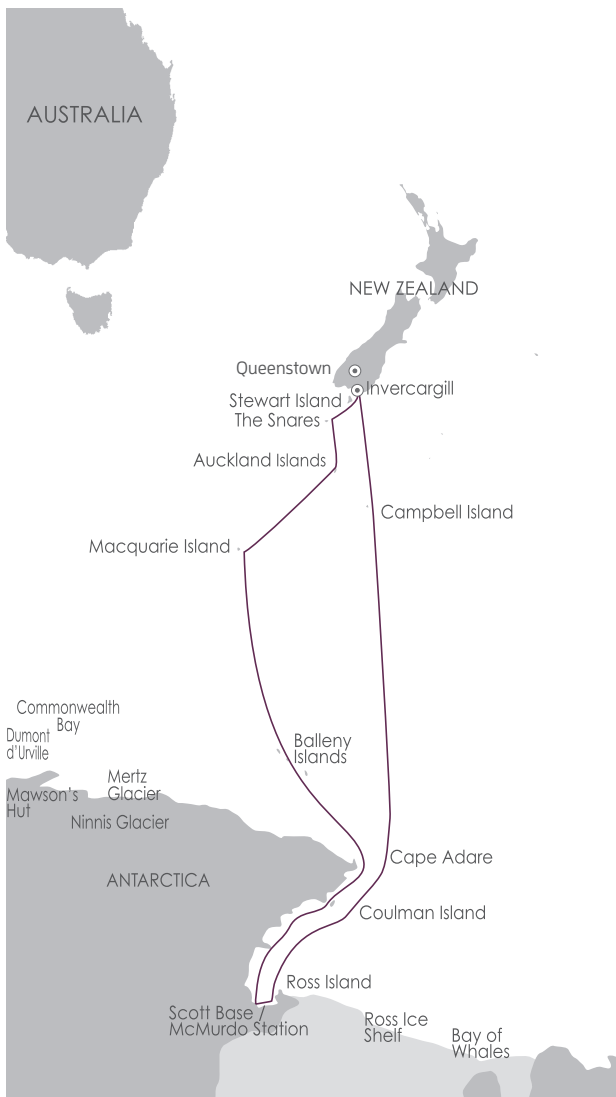 AUSTRALIA
NEW ZEALAND
Queenstown
Invercargill
Stewart Island
The Snares
Auckland Islands
Campbell Island
Macquarie Island
Commonwealth
Bay
Dumont
d'Urville
Balleny
Islands
Mertz
Glacier
Mawson's
Hut
Ninnis Glacier
Cape Adare
ANTARCTICA
Coulman Island
Ross Island
Scott Base /
McMurdo Station
Ross Ice
Shelf
Bay of
Whales